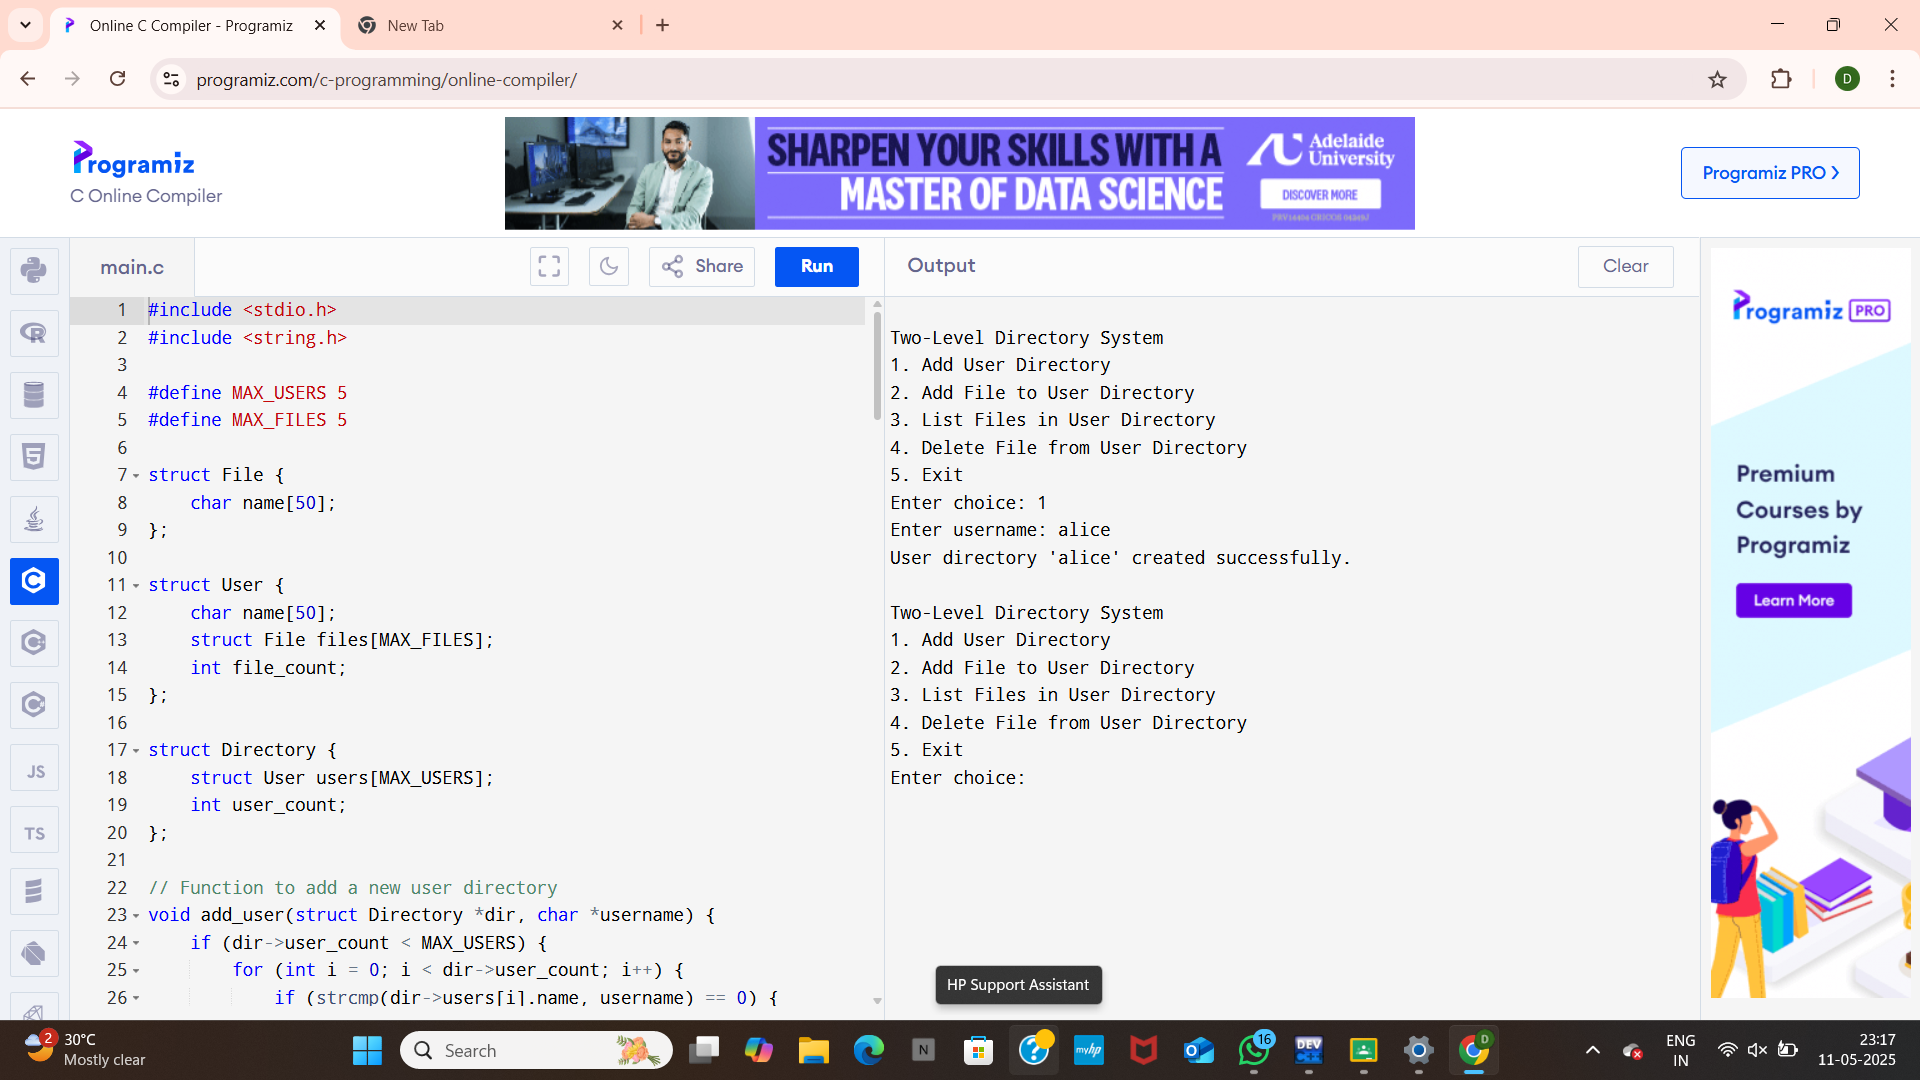 Online C Compiler - Programiz
New Tab
programiz.com/c-programming/online-compiler/
D
Programiz
C Online Compiler
SHARPEN YOUR SKILLS WITH A
MASTER OF DATA SCIENCE
Adelaide
University
DISCOVER MORE
Programiz PRO
main.c
Share
Run
Output
Clear
1 #include <stdio.h>
2 #include <string.h>
3
4 #define MAX_USERS 5
5 #define MAX_FILES 5
6
7 struct File {
8     char name[50];
9 };
10
11 struct User {
12     char name[50];
13     struct File files[MAX_FILES];
14     int file_count;
15 };
16
17 struct Directory {
18     struct User users[MAX_USERS];
19     int user_count;
20 };
21
22 // Function to add a new user directory
23 void add_user(struct Directory *dir, char *username) {
24     if (dir->user_count < MAX_USERS) {
25         for (int i = 0; i < dir->user_count; i++) {
26             if (strcmp(dir->users[i].name, username) == 0) {
Two-Level Directory System
1. Add User Directory
2. Add File to User Directory
3. List Files in User Directory
4. Delete File from User Directory
5. Exit
Enter choice: 1
Enter username: alice
User directory 'alice' created successfully.
Two-Level Directory System
1. Add User Directory
2. Add File to User Directory
3. List Files in User Directory
4. Delete File from User Directory
5. Exit
Enter choice:
Programiz PRO
Premium
Courses by
Programiz
Learn More
JS
TS
HP Support Assistant
2
30°C
Mostly clear
Search
N
myhp
16
DEV
D
ENG
IN
23:17
11-05-2025